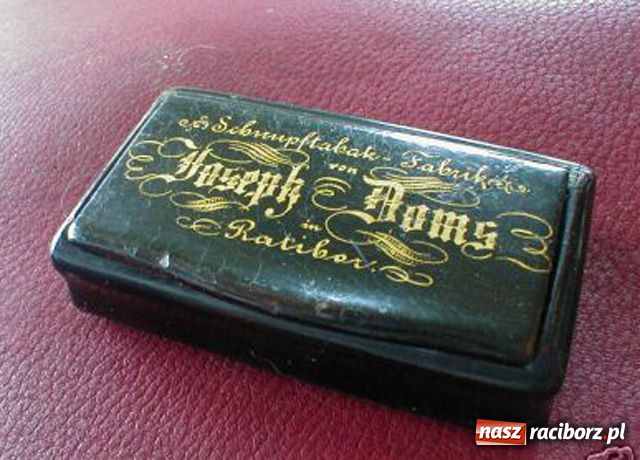 Schnupftabak-Fabrik
von
Joseph Doms
in
Ratibor.
nasz raciborz.pl